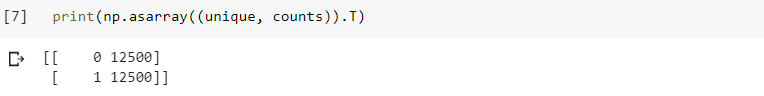 [7] print(np.asarray((unique, counts)).T)
[[    0 12500]
 [    1 12500]]